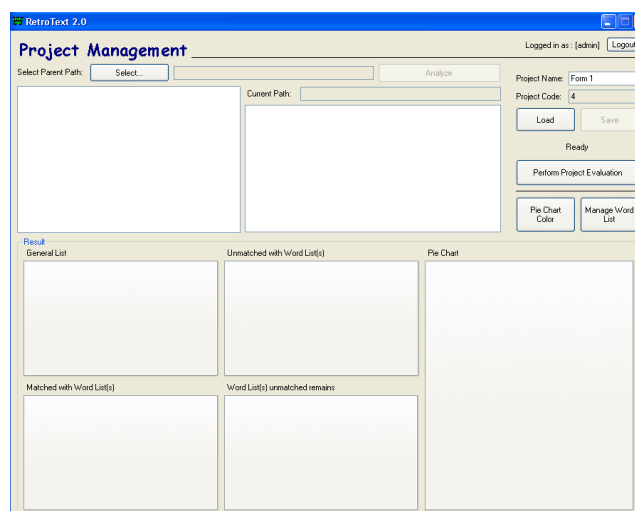 RetroText 2.0
Project Management
Logged in as : [admin] Logout
Select Parent Path: Select... Analyze
Project Name: Form 1
Current Path:
Project Code: 4
Load Save
Ready
Perform Project Evaluation
Pie Chart Color
Manage Word List
Result
General List Unmatched with Word List(s) Pie Chart
Matched with Word List(s) Word List(s) unmatched remains